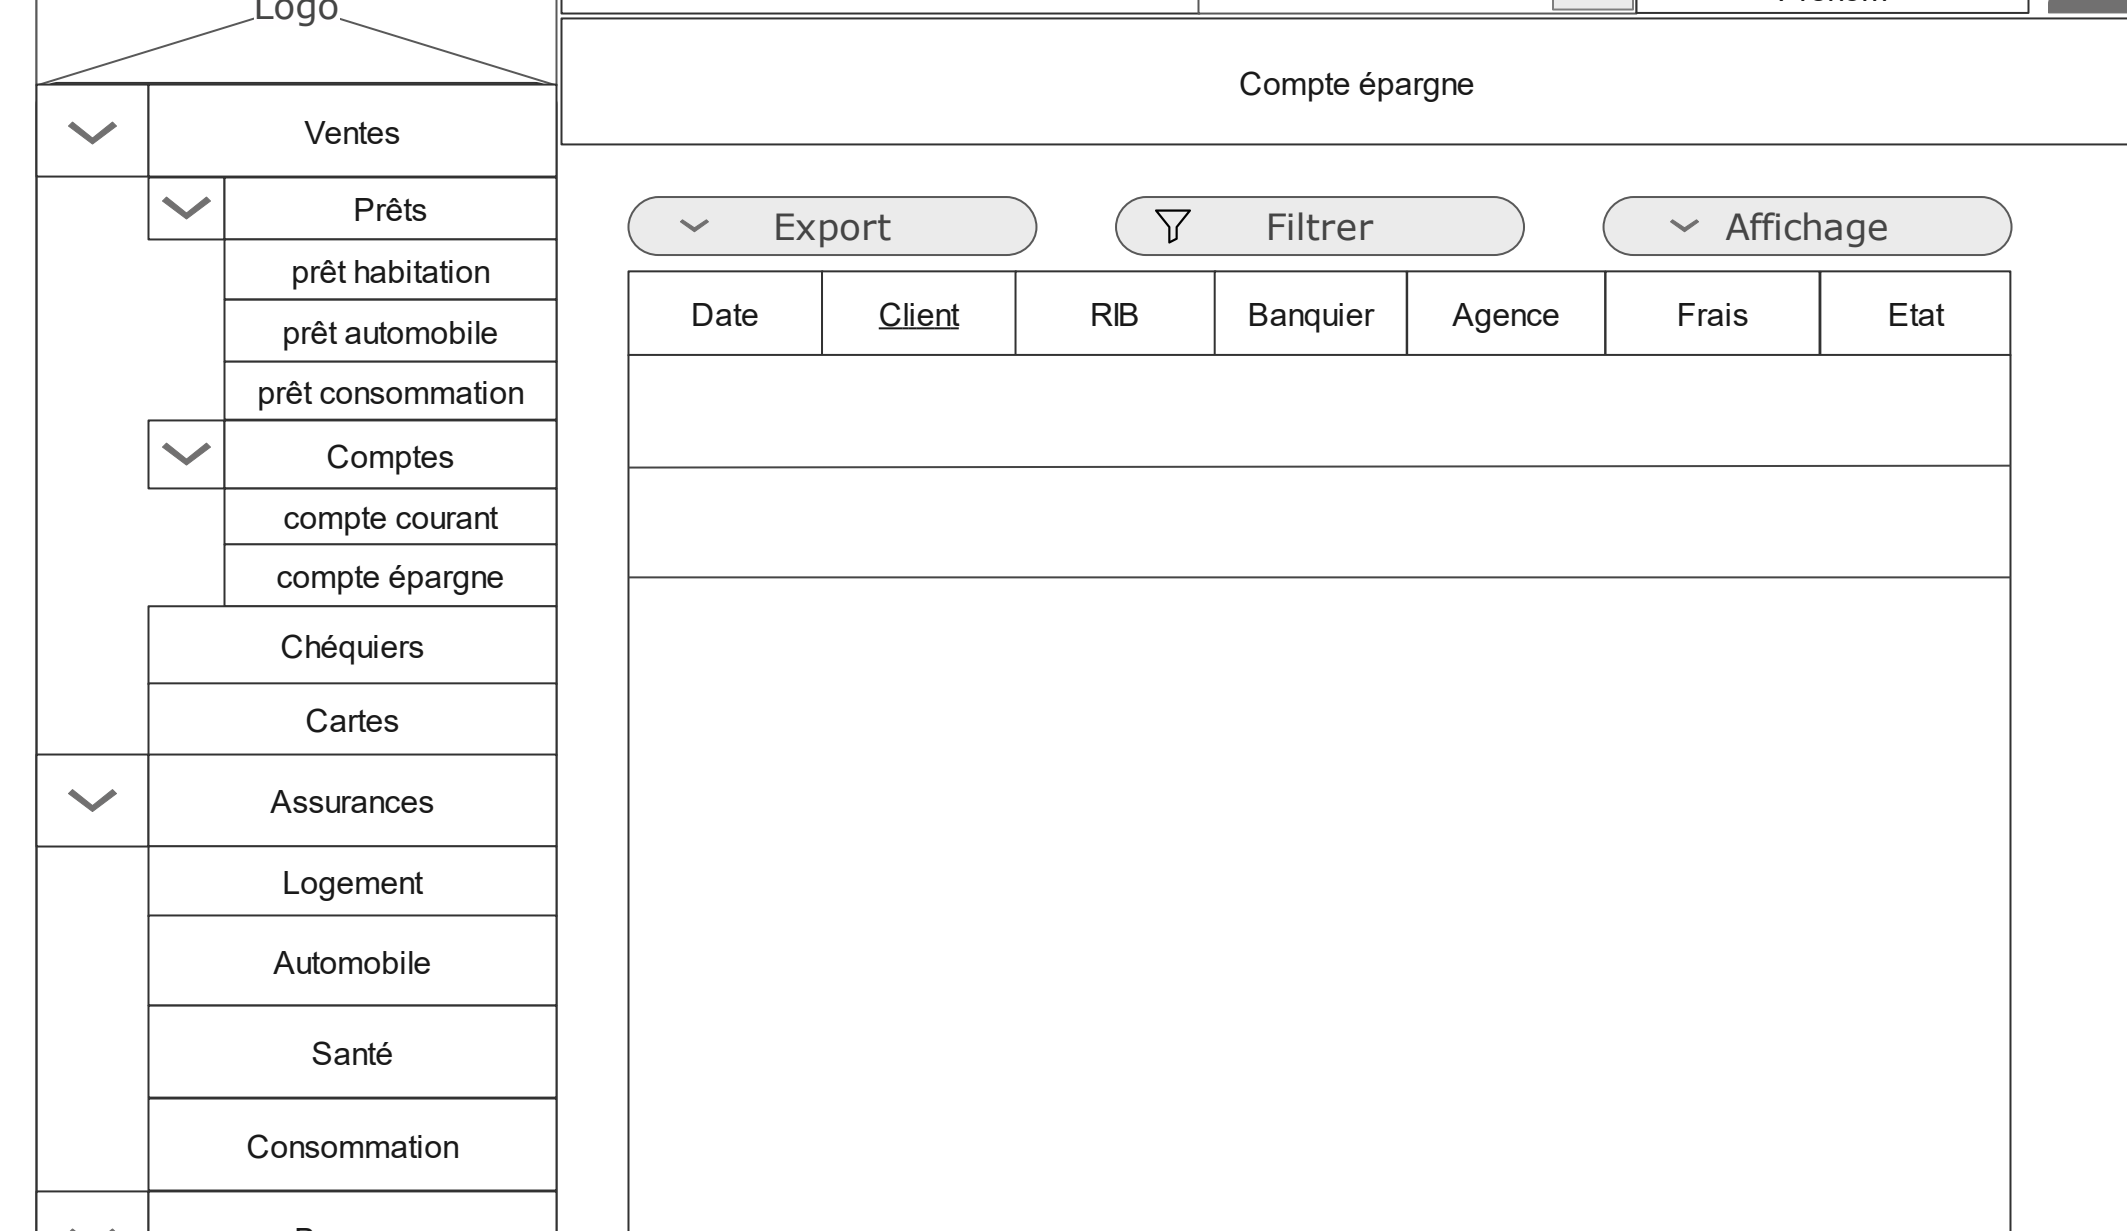 Logo
Compte épargne
Ventes
Prêts
prêt habitation
prêt automobile
prêt consommation
Comptes
compte courant
compte épargne
Chéquiers
Cartes
Assurances
Logement
Automobile
Santé
Consommation
Export
Filtrer
Affichage
Date
Client
RIB
Banquier
Agence
Frais
Etat